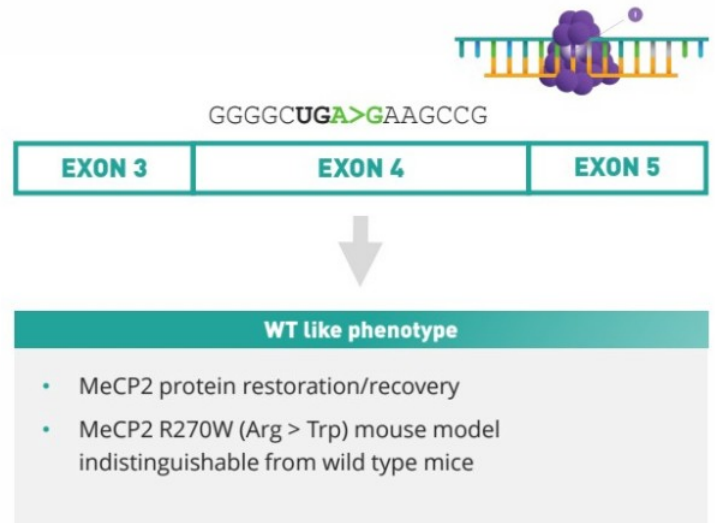 I
GGGGCUGA>GAAGCCG
EXON 3 EXON 4 EXON 5
WT like phenotype
• MeCP2 protein restoration/recovery
• MeCP2 R270W (Arg > Trp) mouse model
indistinguishable from wild type mice